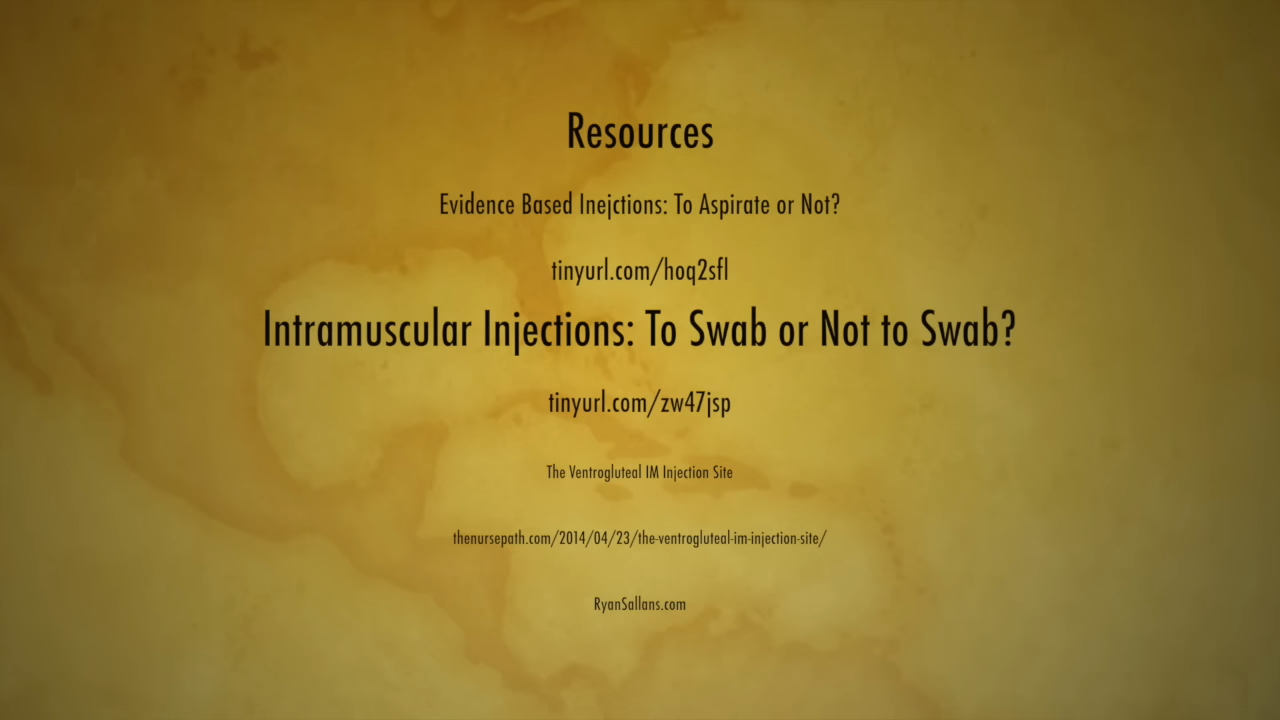 Resources
Evidence Based Inejctions: To Aspirate or Not?
tinyurl.com/hoq2sfl
Intramuscular Injections: To Swab or Not to Swab?
tinyurl.com/zw47jsp
The Ventrogluteal IM Injection Site
thenursepath.com/2014/04/23/the-ventrogluteal-im-injection-site/
RyanSallans.com